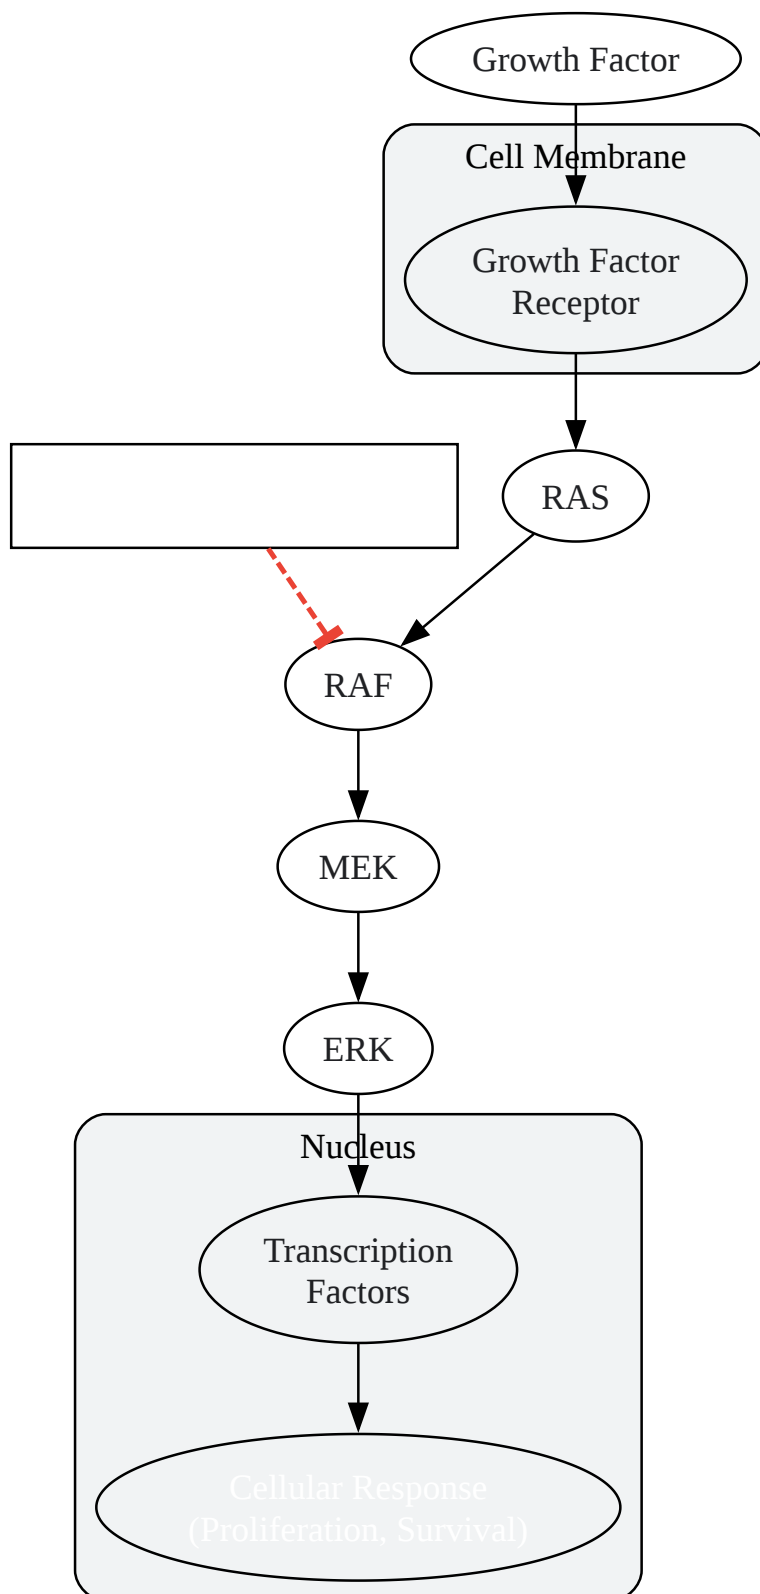 Growth Factor
Cell Membrane
Growth Factor
Receptor
RAS
RAF
MEK
ERK
Nucleus
Transcription
Factors
Cellular Response
(Proliferation, Survival)